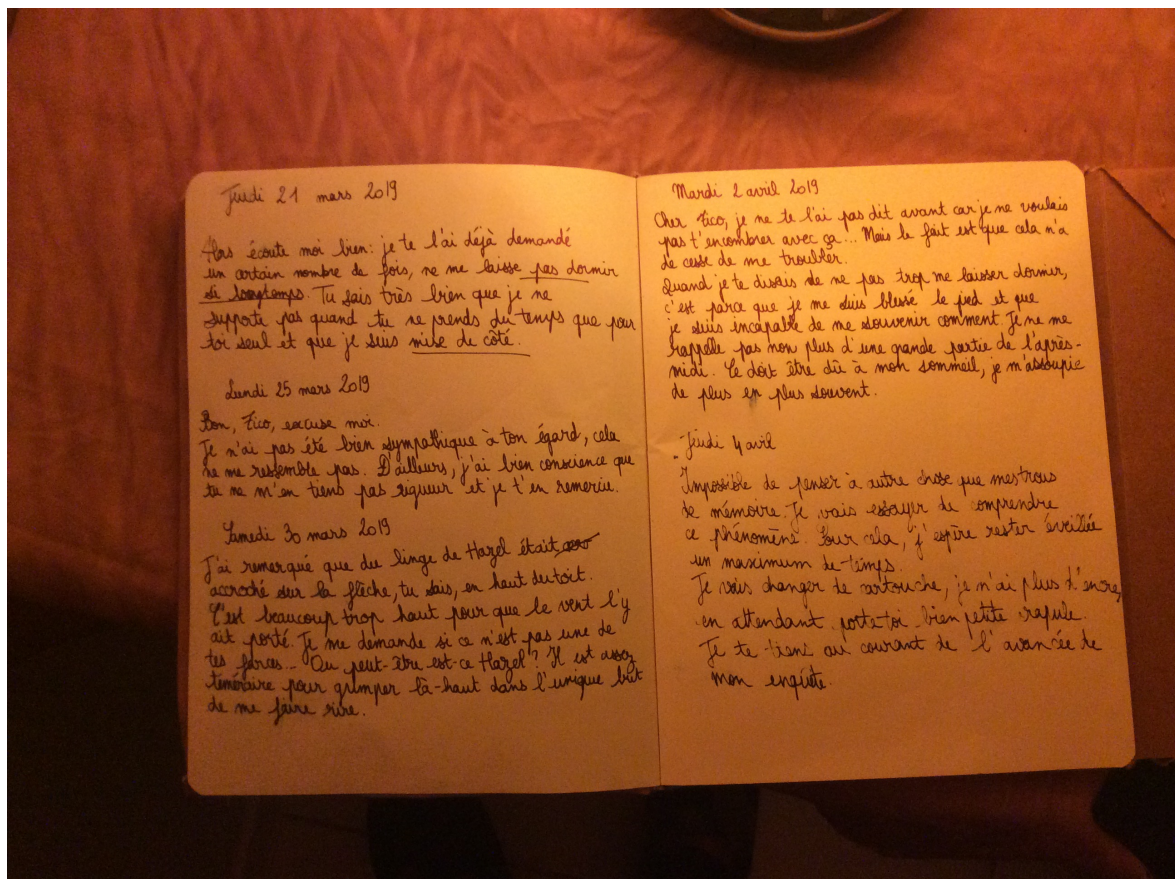 Jeudi 21 mars 2019
Alors écoute moi bien: je te l'ai déjà demandé
un certain nombre de fois, ne me laisse pas dormir
si longtemps. Tu sais très bien que je ne
supporte pas quand tu ne prends du temps que pour
toi seul et que je suis mise de côté.
Lundi 25 mars 2019
Bon, Zico, excuse moi.
Je n'ai pas été bien sympathique à ton égard, cela
ne me ressemble pas. D'ailleurs, j'ai bien conscience que
tu ne m'en tiens pas rigueur et je t'en remercie.
Samedi 30 mars 2019
J'ai remarqué que du linge de Hazel était
accroché sur la flèche, tu sais, en haut du toit.
C'est beaucoup trop haut pour que le vent l'y
ait porté. Je me demande si ce n'est pas une de
tes farces... Ou peut-être est-ce Hazel? Il est assez
téméraire pour grimper là-haut dans l'unique but
de me faire rire.
Mardi 2 avril 2019
Cher Zico, je ne te l'ai pas dit avant car je ne voulais
pas t'encombrer avec ça... Mais le fait est que cela n'a
de cesse de me troubler.
Quand je te disais de ne pas trop me laisser dormir,
c'est parce que je me suis blessé le pied et que
je suis incapable de me souvenir comment. Je ne me
rappelle pas non plus d'une grande partie de l'après-
midi. Ce doit être dû à mon sommeil, je m'assoupie
de plus en plus souvent.
Jeudi 4 avril
Impossible de penser à autre chose que mes trous
de mémoire. Je vais essayer de comprendre
ce phénomène. Pour cela, j'espère rester éveillée
un maximum de temps.
Je vais changer de cartouche, je n'ai plus d'encre,
en attendant porte toi bien petite crapule.
Je te tiens au courant de l'avancée de
mon enquête.